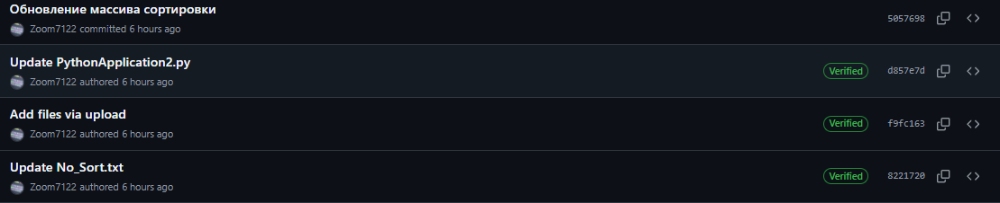 Обновление массива сортировки
Zoom7122 committed 6 hours ago
5057698
Update PythonApplication2.py
Zoom7122 authored 6 hours ago
Verified
d857e7d
Add files via upload
Zoom7122 authored 6 hours ago
Verified
f9fc163
Update No_Sort.txt
Zoom7122 authored 6 hours ago
Verified
8221720